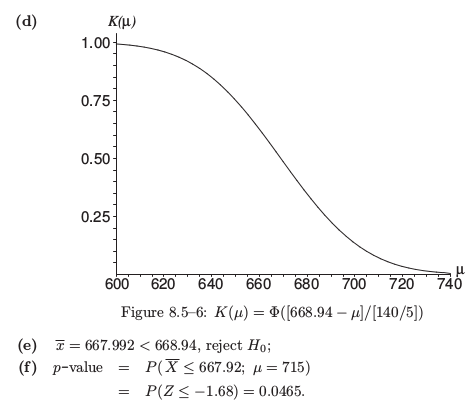 (d)
K(μ)
1.00
0.75
0.50
0.25
600 620 640 660 680 700 720 740 μ
Figure 8.5–6: K(μ) = Φ([668.94 − μ]/[140/5])
(e) x̅ = 667.992 < 668.94, reject H₀;
(f) p-value = P( X̅ ≤ 667.92; μ = 715)
= P(Z ≤ −1.68) = 0.0465.